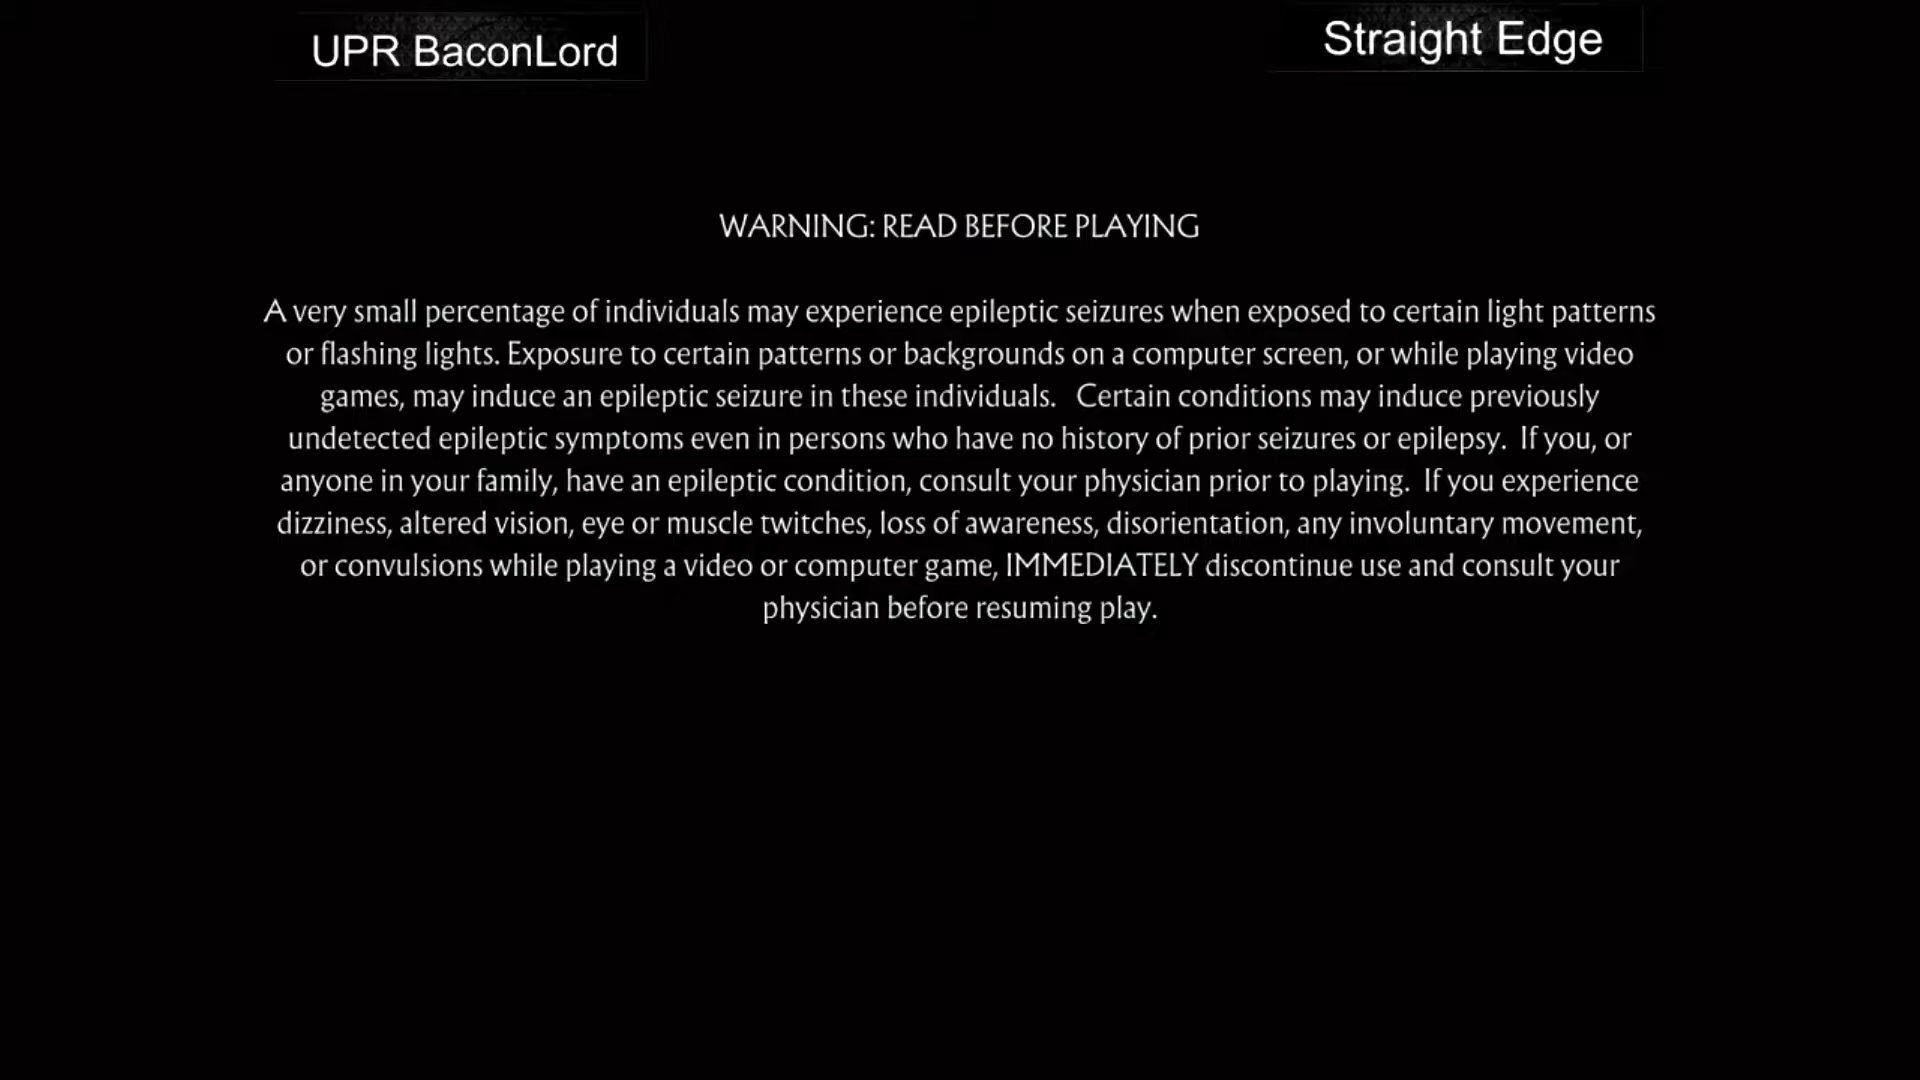 UPR BaconLord
Straight Edge
WARNING: READ BEFORE PLAYING
A very small percentage of individuals may experience epileptic seizures when exposed to certain light patterns
or flashing lights. Exposure to certain patterns or backgrounds on a computer screen, or while playing video
games, may induce an epileptic seizure in these individuals.   Certain conditions may induce previously
undetected epileptic symptoms even in persons who have no history of prior seizures or epilepsy.  If you, or
anyone in your family, have an epileptic condition, consult your physician prior to playing.  If you experience
dizziness, altered vision, eye or muscle twitches, loss of awareness, disorientation, any involuntary movement,
or convulsions while playing a video or computer game, IMMEDIATELY discontinue use and consult your
physician before resuming play.